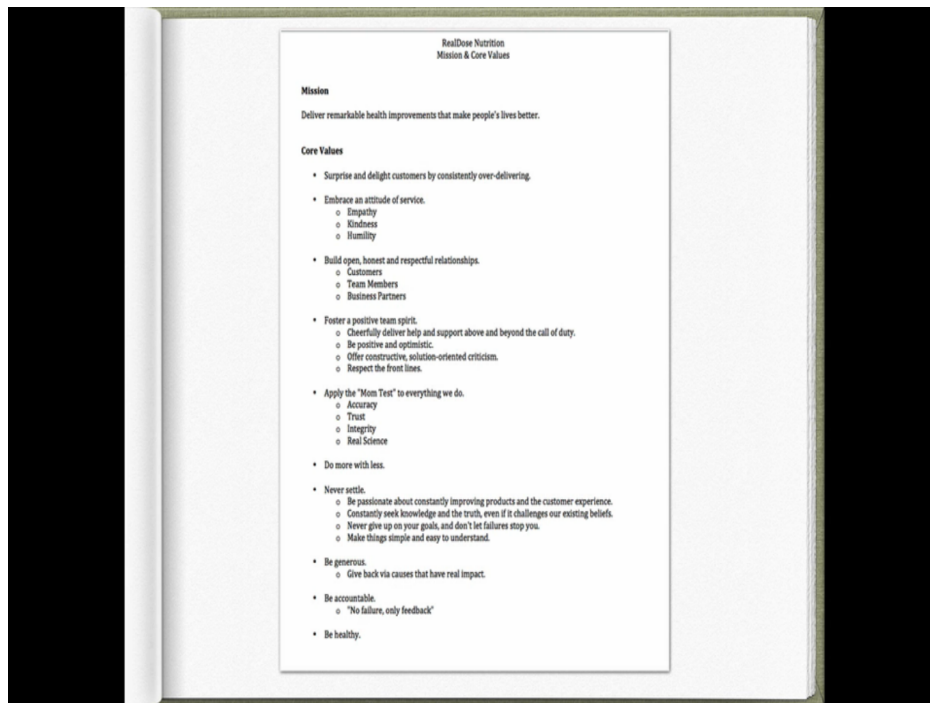 RealDose Nutrition
Mission & Core Values
Mission
Deliver remarkable health improvements that make people's lives better.
Core Values
• Surprise and delight customers by consistently over-delivering.
• Embrace an attitude of service.
o Empathy
o Kindness
o Humility
• Build open, honest and respectful relationships.
o Customers
o Team Members
o Business Partners
• Foster a positive team spirit.
o Cheerfully deliver help and support above and beyond the call of duty.
o Be positive and optimistic.
o Offer constructive, solution-oriented criticism.
o Respect the front lines.
• Apply the "Mom Test" to everything we do.
o Accuracy
o Trust
o Integrity
o Real Science
• Do more with less.
• Never settle.
o Be passionate about constantly improving products and the customer experience.
o Constantly seek knowledge and the truth, even if it challenges our existing beliefs.
o Never give up on your goals, and don't let failures stop you.
o Make things simple and easy to understand.
• Be generous.
o Give back via causes that have real impact.
• Be accountable.
o "No failure, only feedback"
• Be healthy.